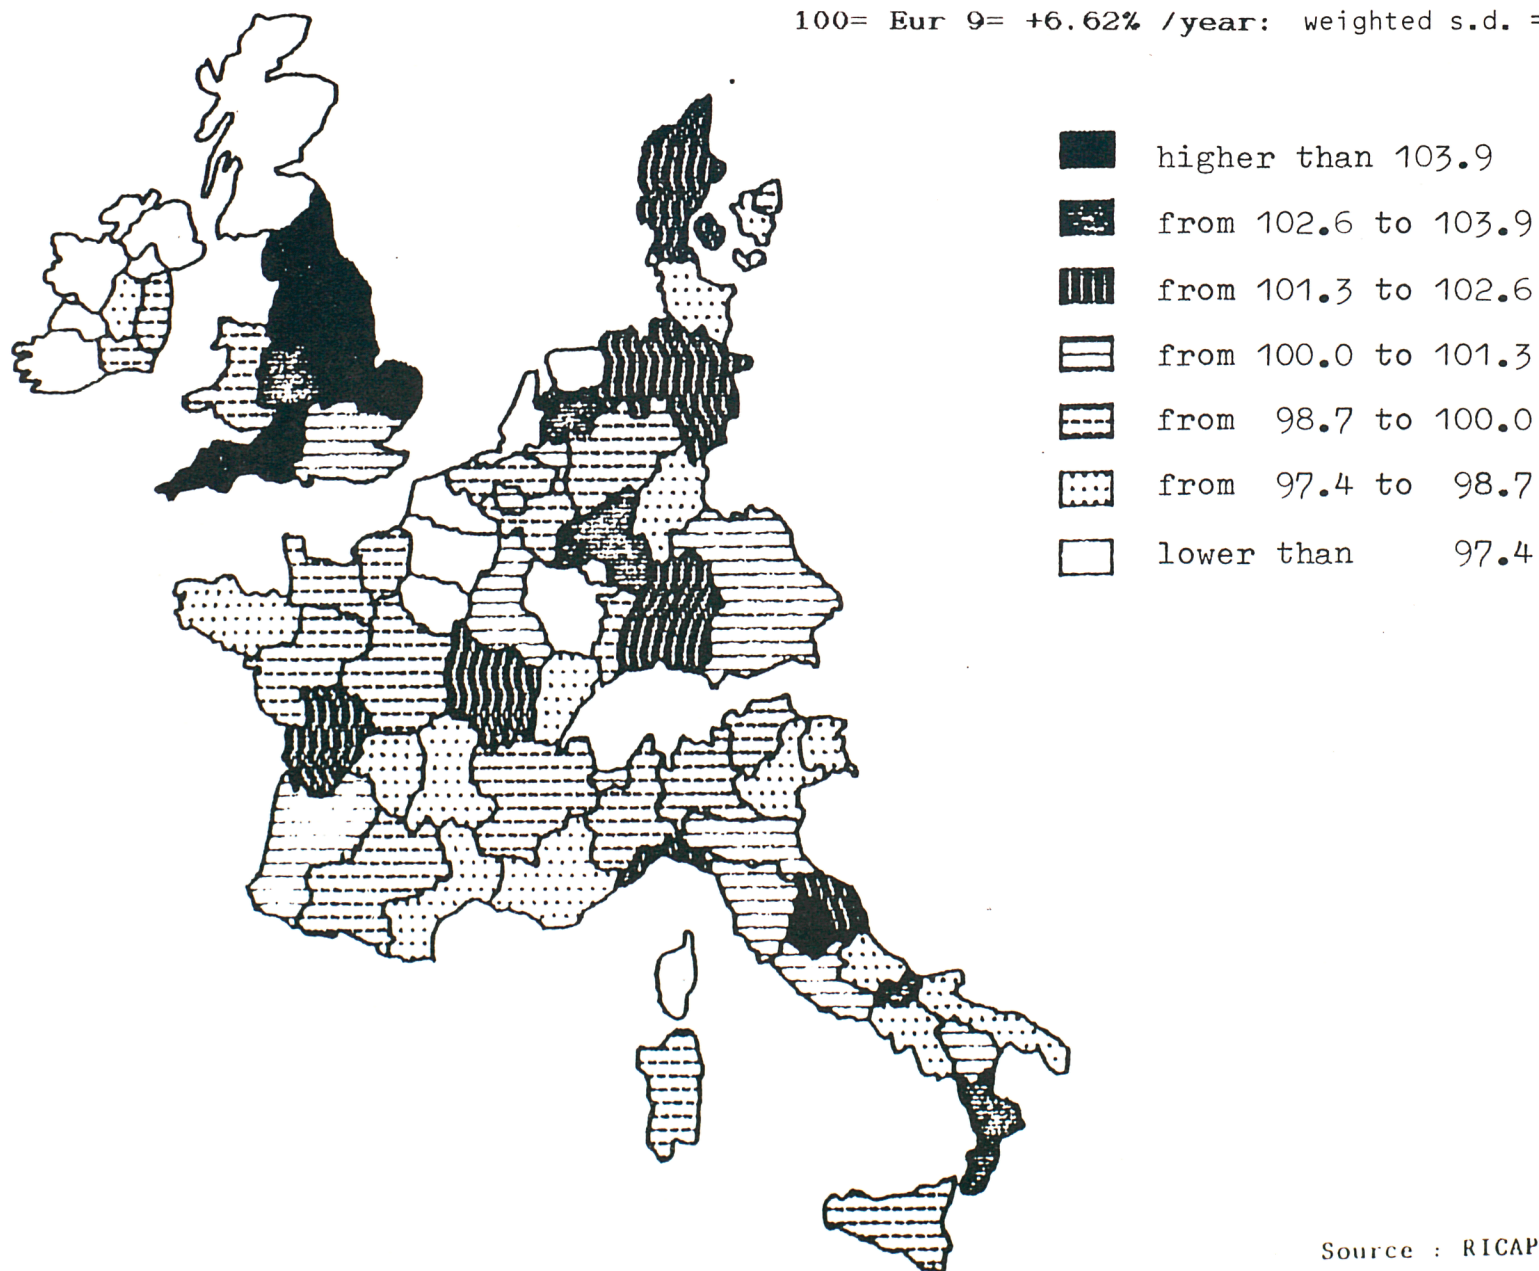 100= Eur 9= +6.62% /year: weighted s.d. =
higher than 103.9
from 102.6 to 103.9
from 101.3 to 102.6
from 100.0 to 101.3
from 98.7 to 100.0
from 97.4 to 98.7
lower than 97.4
Source : RICAP